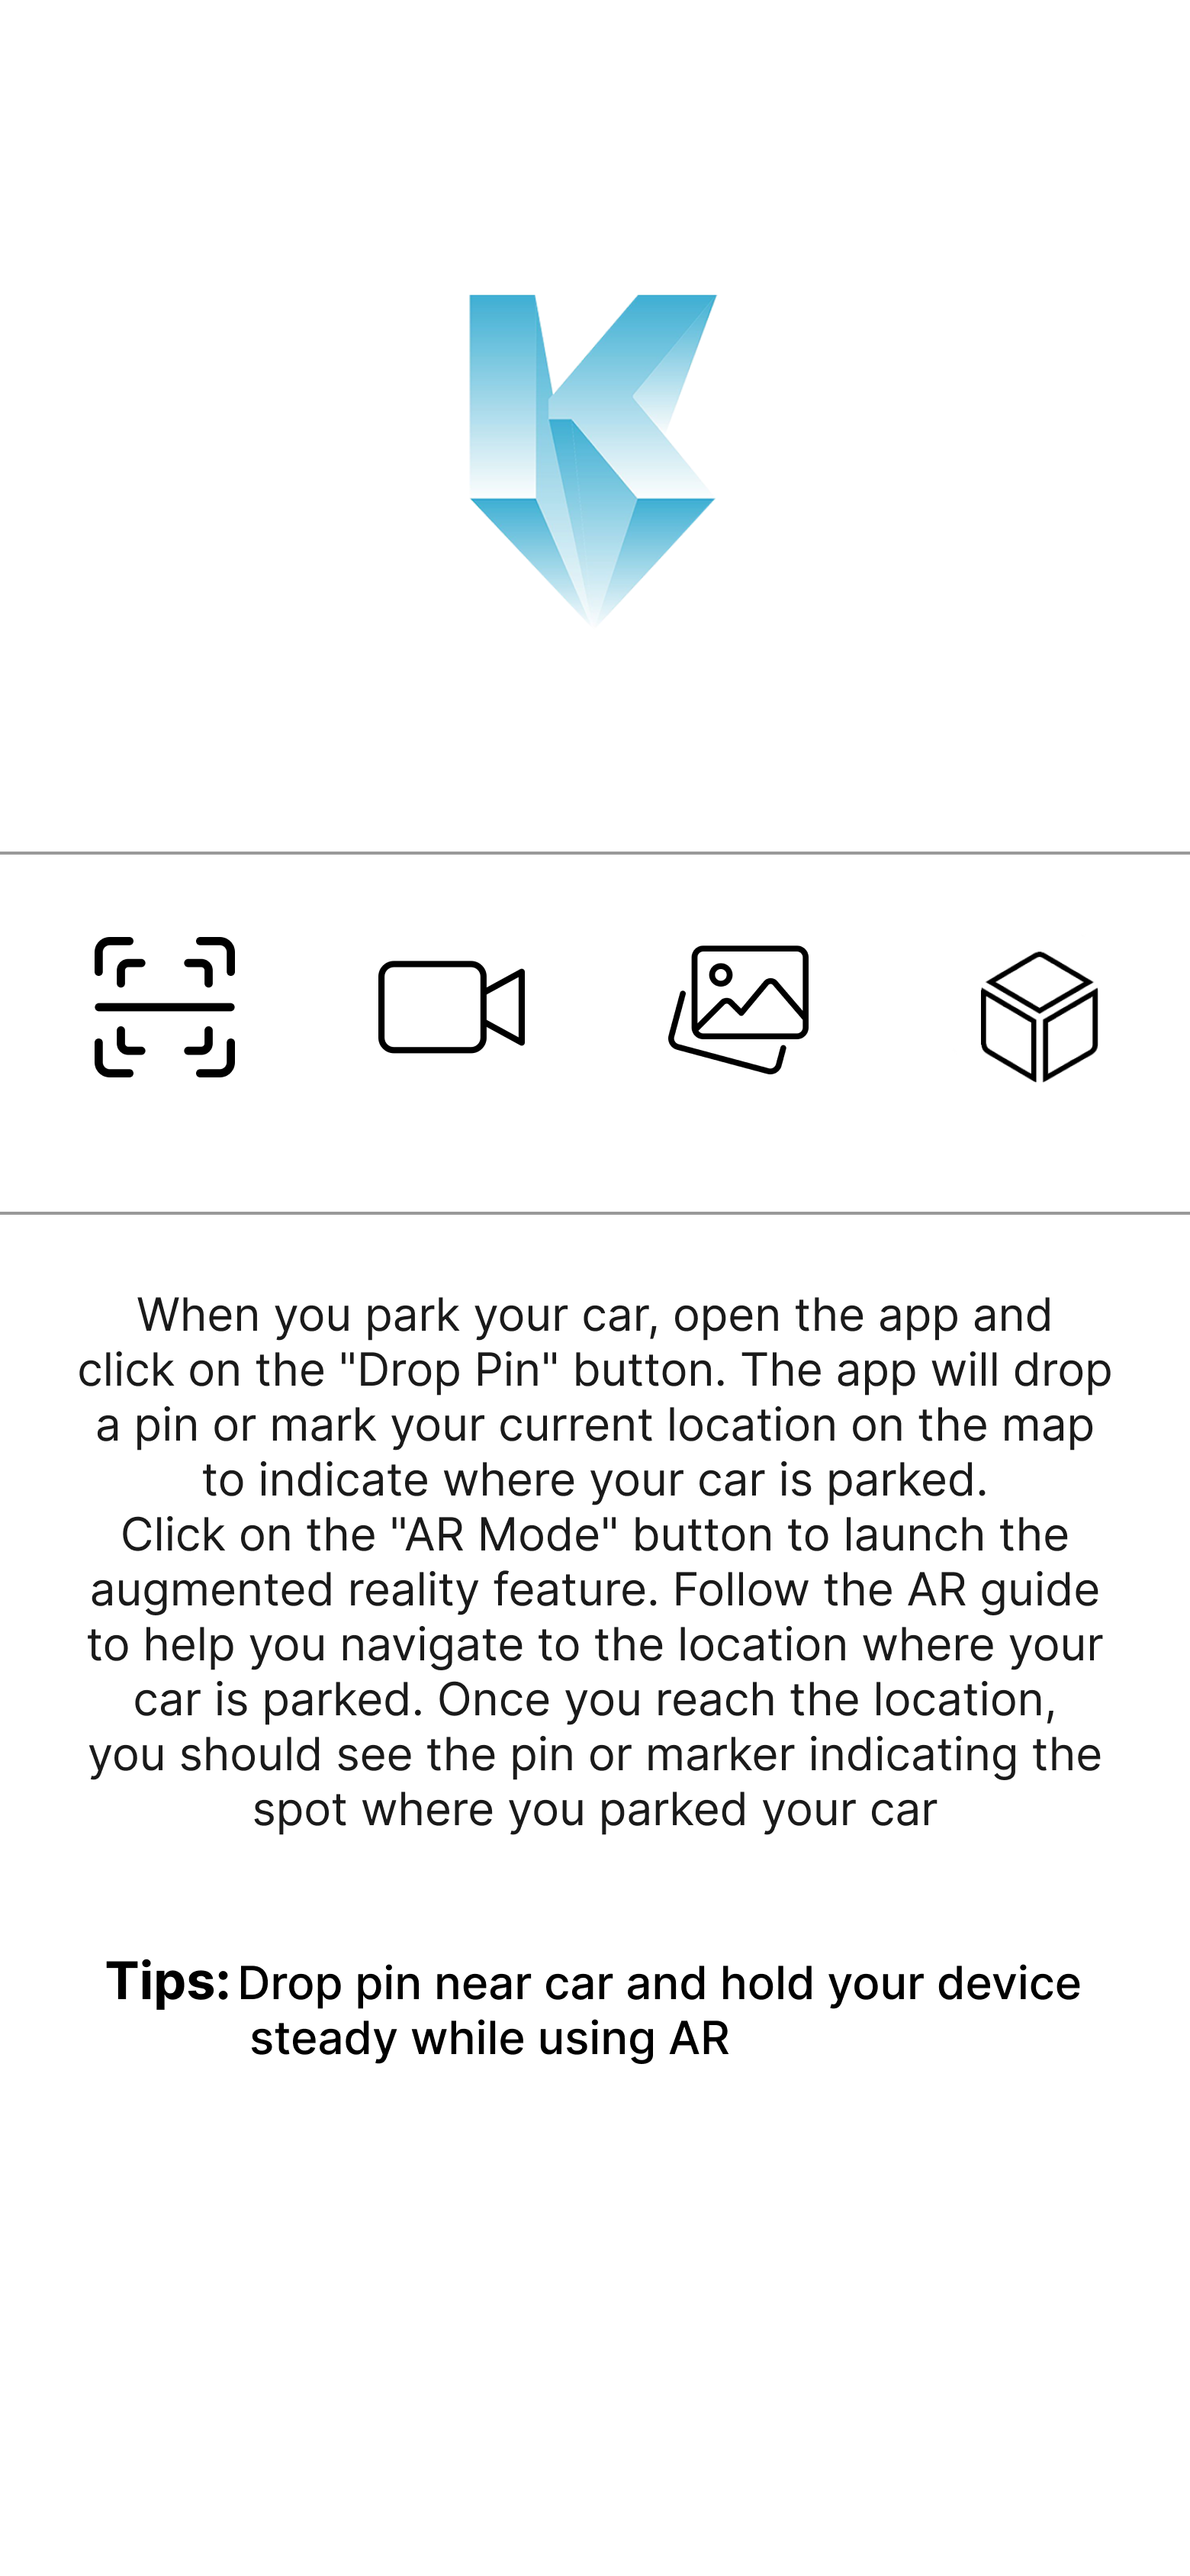 K
When you park your car, open the app and
click on the "Drop Pin" button. The app will drop
a pin or mark your current location on the map
to indicate where your car is parked.
Click on the "AR Mode" button to launch the
augmented reality feature. Follow the AR guide
to help you navigate to the location where your
car is parked. Once you reach the location,
you should see the pin or marker indicating the
spot where you parked your car
Tips: Drop pin near car and hold your device
steady while using AR